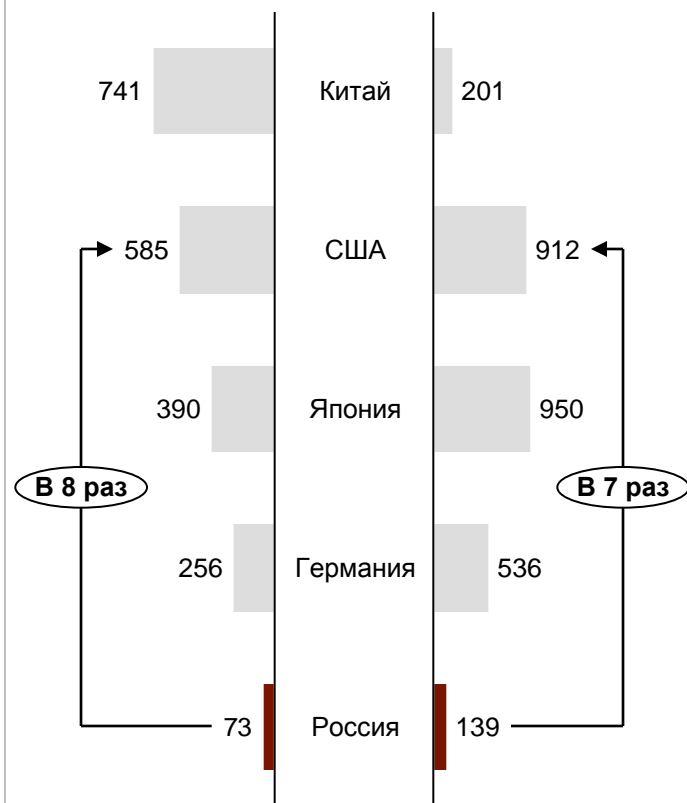 741 Китай 201
585 США 912
390 Япония 950
В 8 раз В 7 раз
256 Германия 536
73 Россия 139